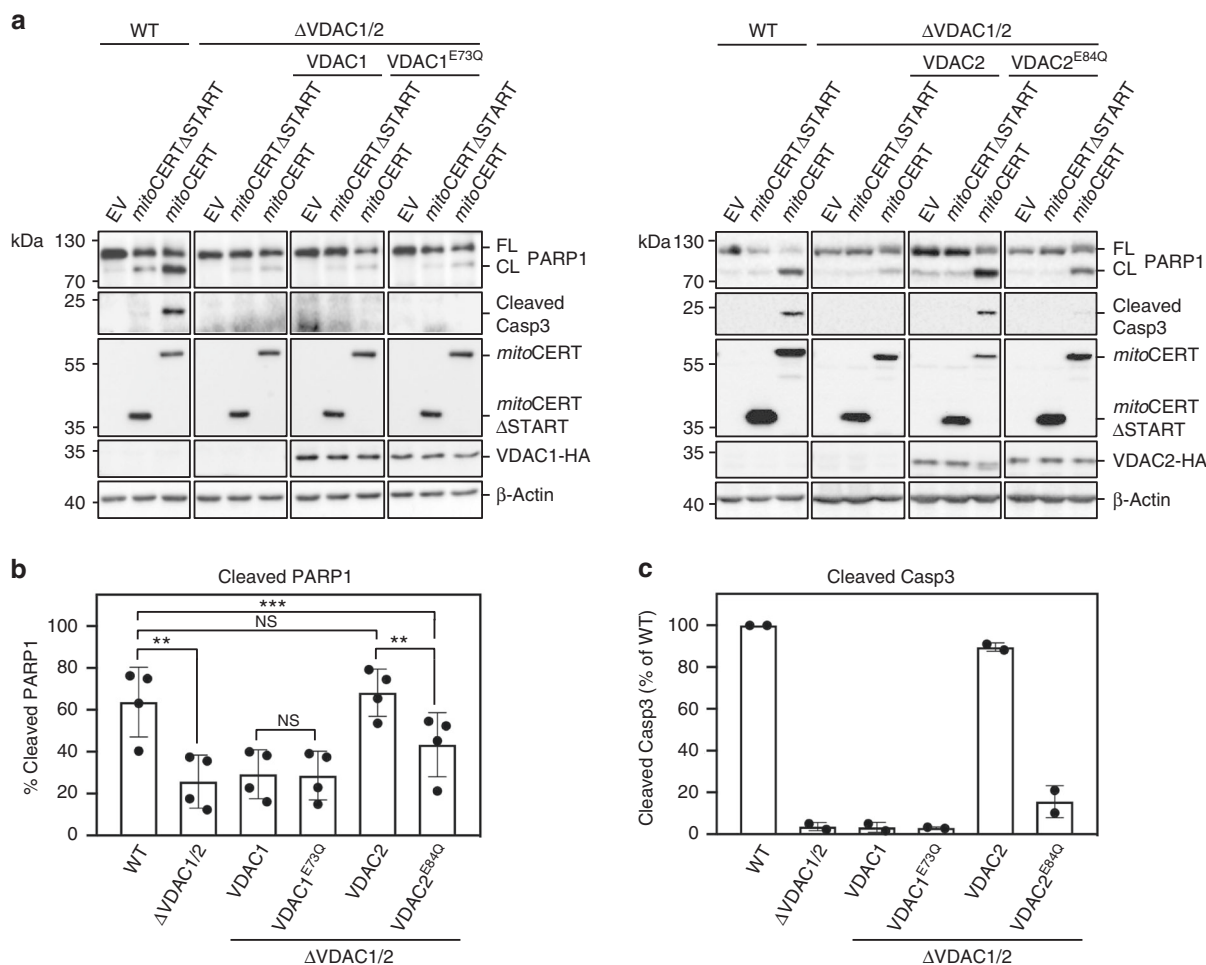 a
WT
ΔVDAC1/2
VDAC1
VDAC1E73Q
EV
mitoCERTΔSTART
mitoCERT
EV
mitoCERTΔSTART
mitoCERT
EV
mitoCERTΔSTART
mitoCERT
EV
mitoCERTΔSTART
mitoCERT
kDa
130
70
25
55
35
35
40
FL
CL
PARP1
Cleaved
Casp3
mitoCERT
mitoCERT
ΔSTART
VDAC1-HA
β-Actin
WT
ΔVDAC1/2
VDAC2
VDAC2E84Q
EV
mitoCERTΔSTART
mitoCERT
EV
mitoCERTΔSTART
mitoCERT
EV
mitoCERTΔSTART
mitoCERT
EV
mitoCERTΔSTART
mitoCERT
kDa
130
70
25
55
35
35
40
FL
CL
PARP1
Cleaved
Casp3
mitoCERT
mitoCERT
ΔSTART
VDAC2-HA
β-Actin
b
Cleaved PARP1
% Cleaved PARP1
100
80
60
40
20
0
***
NS
**
**
NS
WT
ΔVDAC1/2
VDAC1
VDAC1E73Q
VDAC2
VDAC2E84Q
ΔVDAC1/2
c
Cleaved Casp3
Cleaved Casp3 (% of WT)
100
80
60
40
20
0
WT
ΔVDAC1/2
VDAC1
VDAC1E73Q
VDAC2
VDAC2E84Q
ΔVDAC1/2